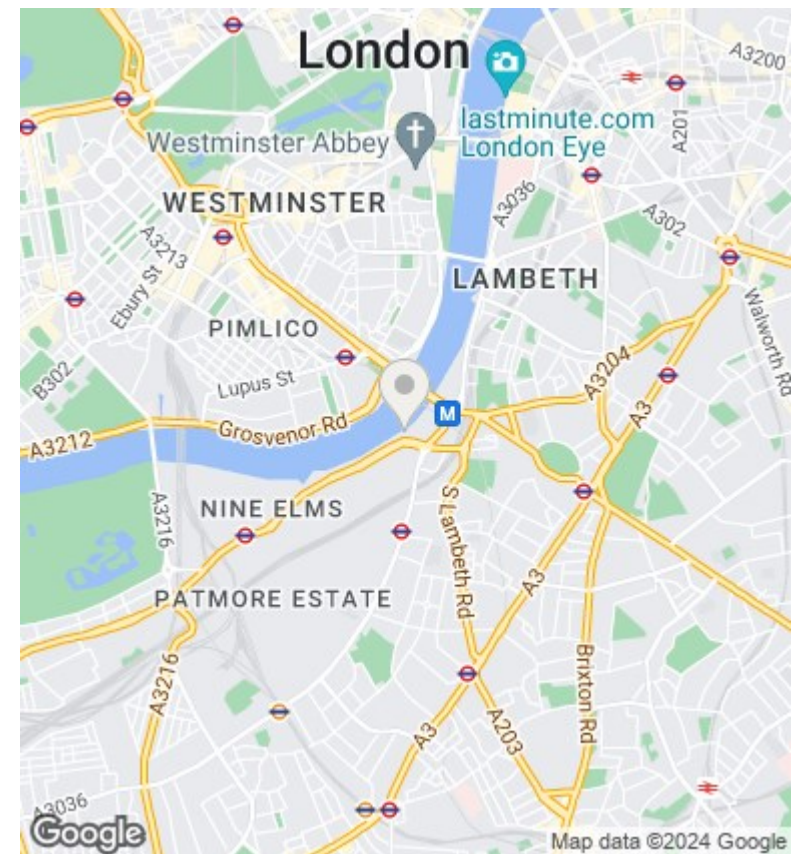 London
A3200
lastminute.com
London Eye
A201
Westminster Abbey
A3036
WESTMINSTER
A302
A3213
LAMBETH
Ebury St
Walworth Rd
PIMLICO
B302
Lupus St
A3204
A3
M
Grosvenor Rd
A3212
A3216
NINE ELMS
S Lambeth Rd
A3
PATMORE ESTATE
A3216
Brixton Rd
A3
A203
A3036
Google
Map data ©2024 Google